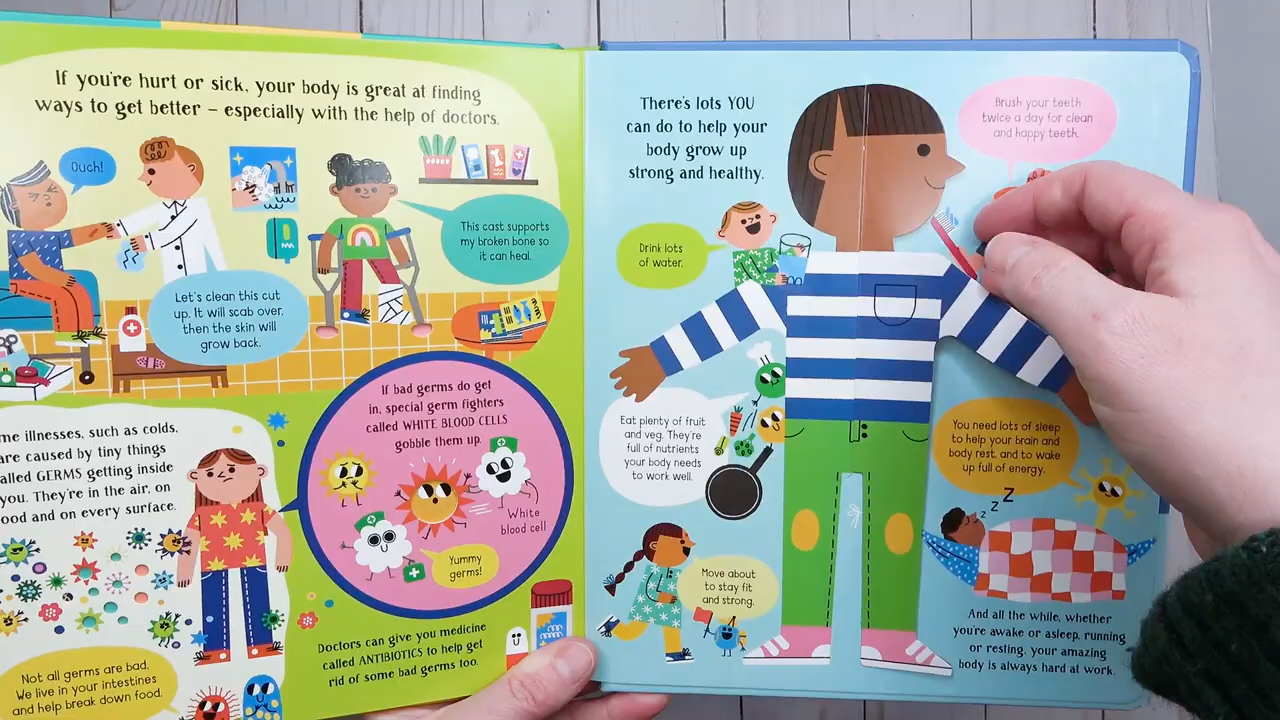 If you're hurt or sick, your body is great at finding
ways to get better – especially with the help of doctors.
Ouch!
This cast supports
my broken bone so
it can heal.
Let's clean this cut
up. It will scab over,
then the skin will
grow back.
illnesses, such as colds,
are caused by tiny things
GERMS getting inside
you. They're in the air, on
and on every surface.
If bad germs do get
in, special germ fighters
called WHITE BLOOD CELLS
gobble them up.
White
blood cell
Yummy
germs!
Not all germs are bad.
We live in your intestines
and help break down food.
Doctors can give you medicine
called ANTIBIOTICS to help get
rid of some bad germs too.
There's lots YOU
can do to help your
body grow up
strong and healthy.
Brush your teeth
twice a day for clean
and happy teeth.
Drink lots
of water.
Eat plenty of fruit
and veg. They're
full of nutrients
your body needs
to work well.
You need lots of sleep
to help your brain and
body rest, and to wake
up full of energy.
z z z Z
Move about
to stay fit
and strong.
And all the while, whether
you're awake or asleep, running
or resting, your amazing
body is always hard at work.